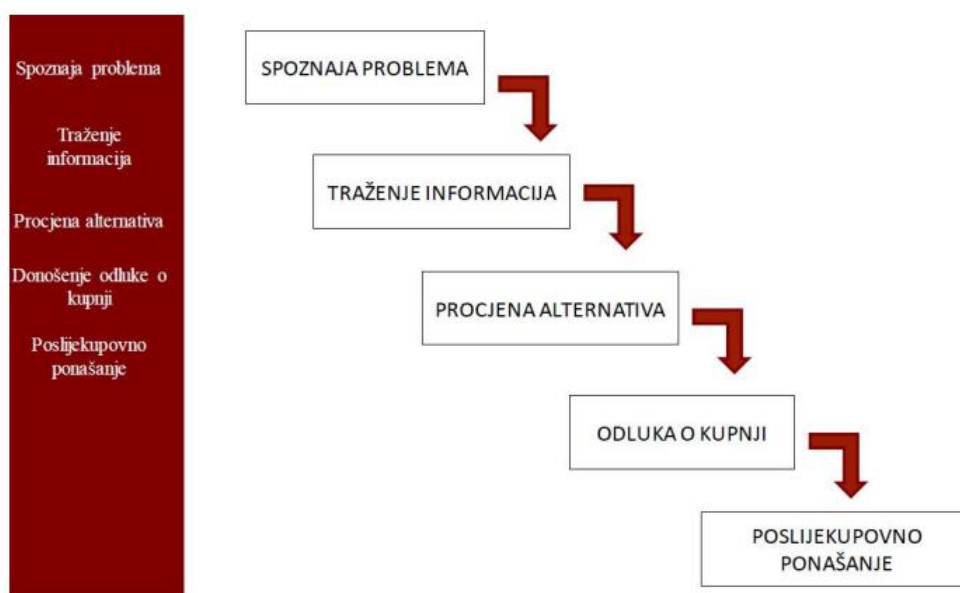 Spoznaja problema
Traženje
informacija
Procjena alternativa
Donošenje odluke o
kupnji
Poslijekupovno
ponašanje
SPOZNAJA PROBLEMA
TRAŽENJE INFORMACIJA
PROCJENA ALTERNATIVA
ODLUKA O KUPNJI
POSLIJEKUPOVNO
PONAŠANJE